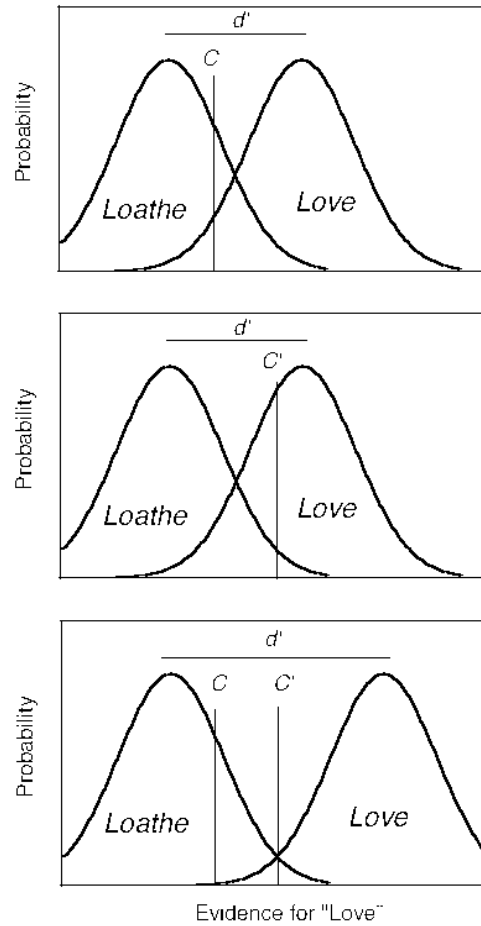 d'
C
Probability
Loathe
Love
d'
C'
Probability
Loathe
Love
d'
C
C'
Probability
Loathe
Love
Evidence for "Love"